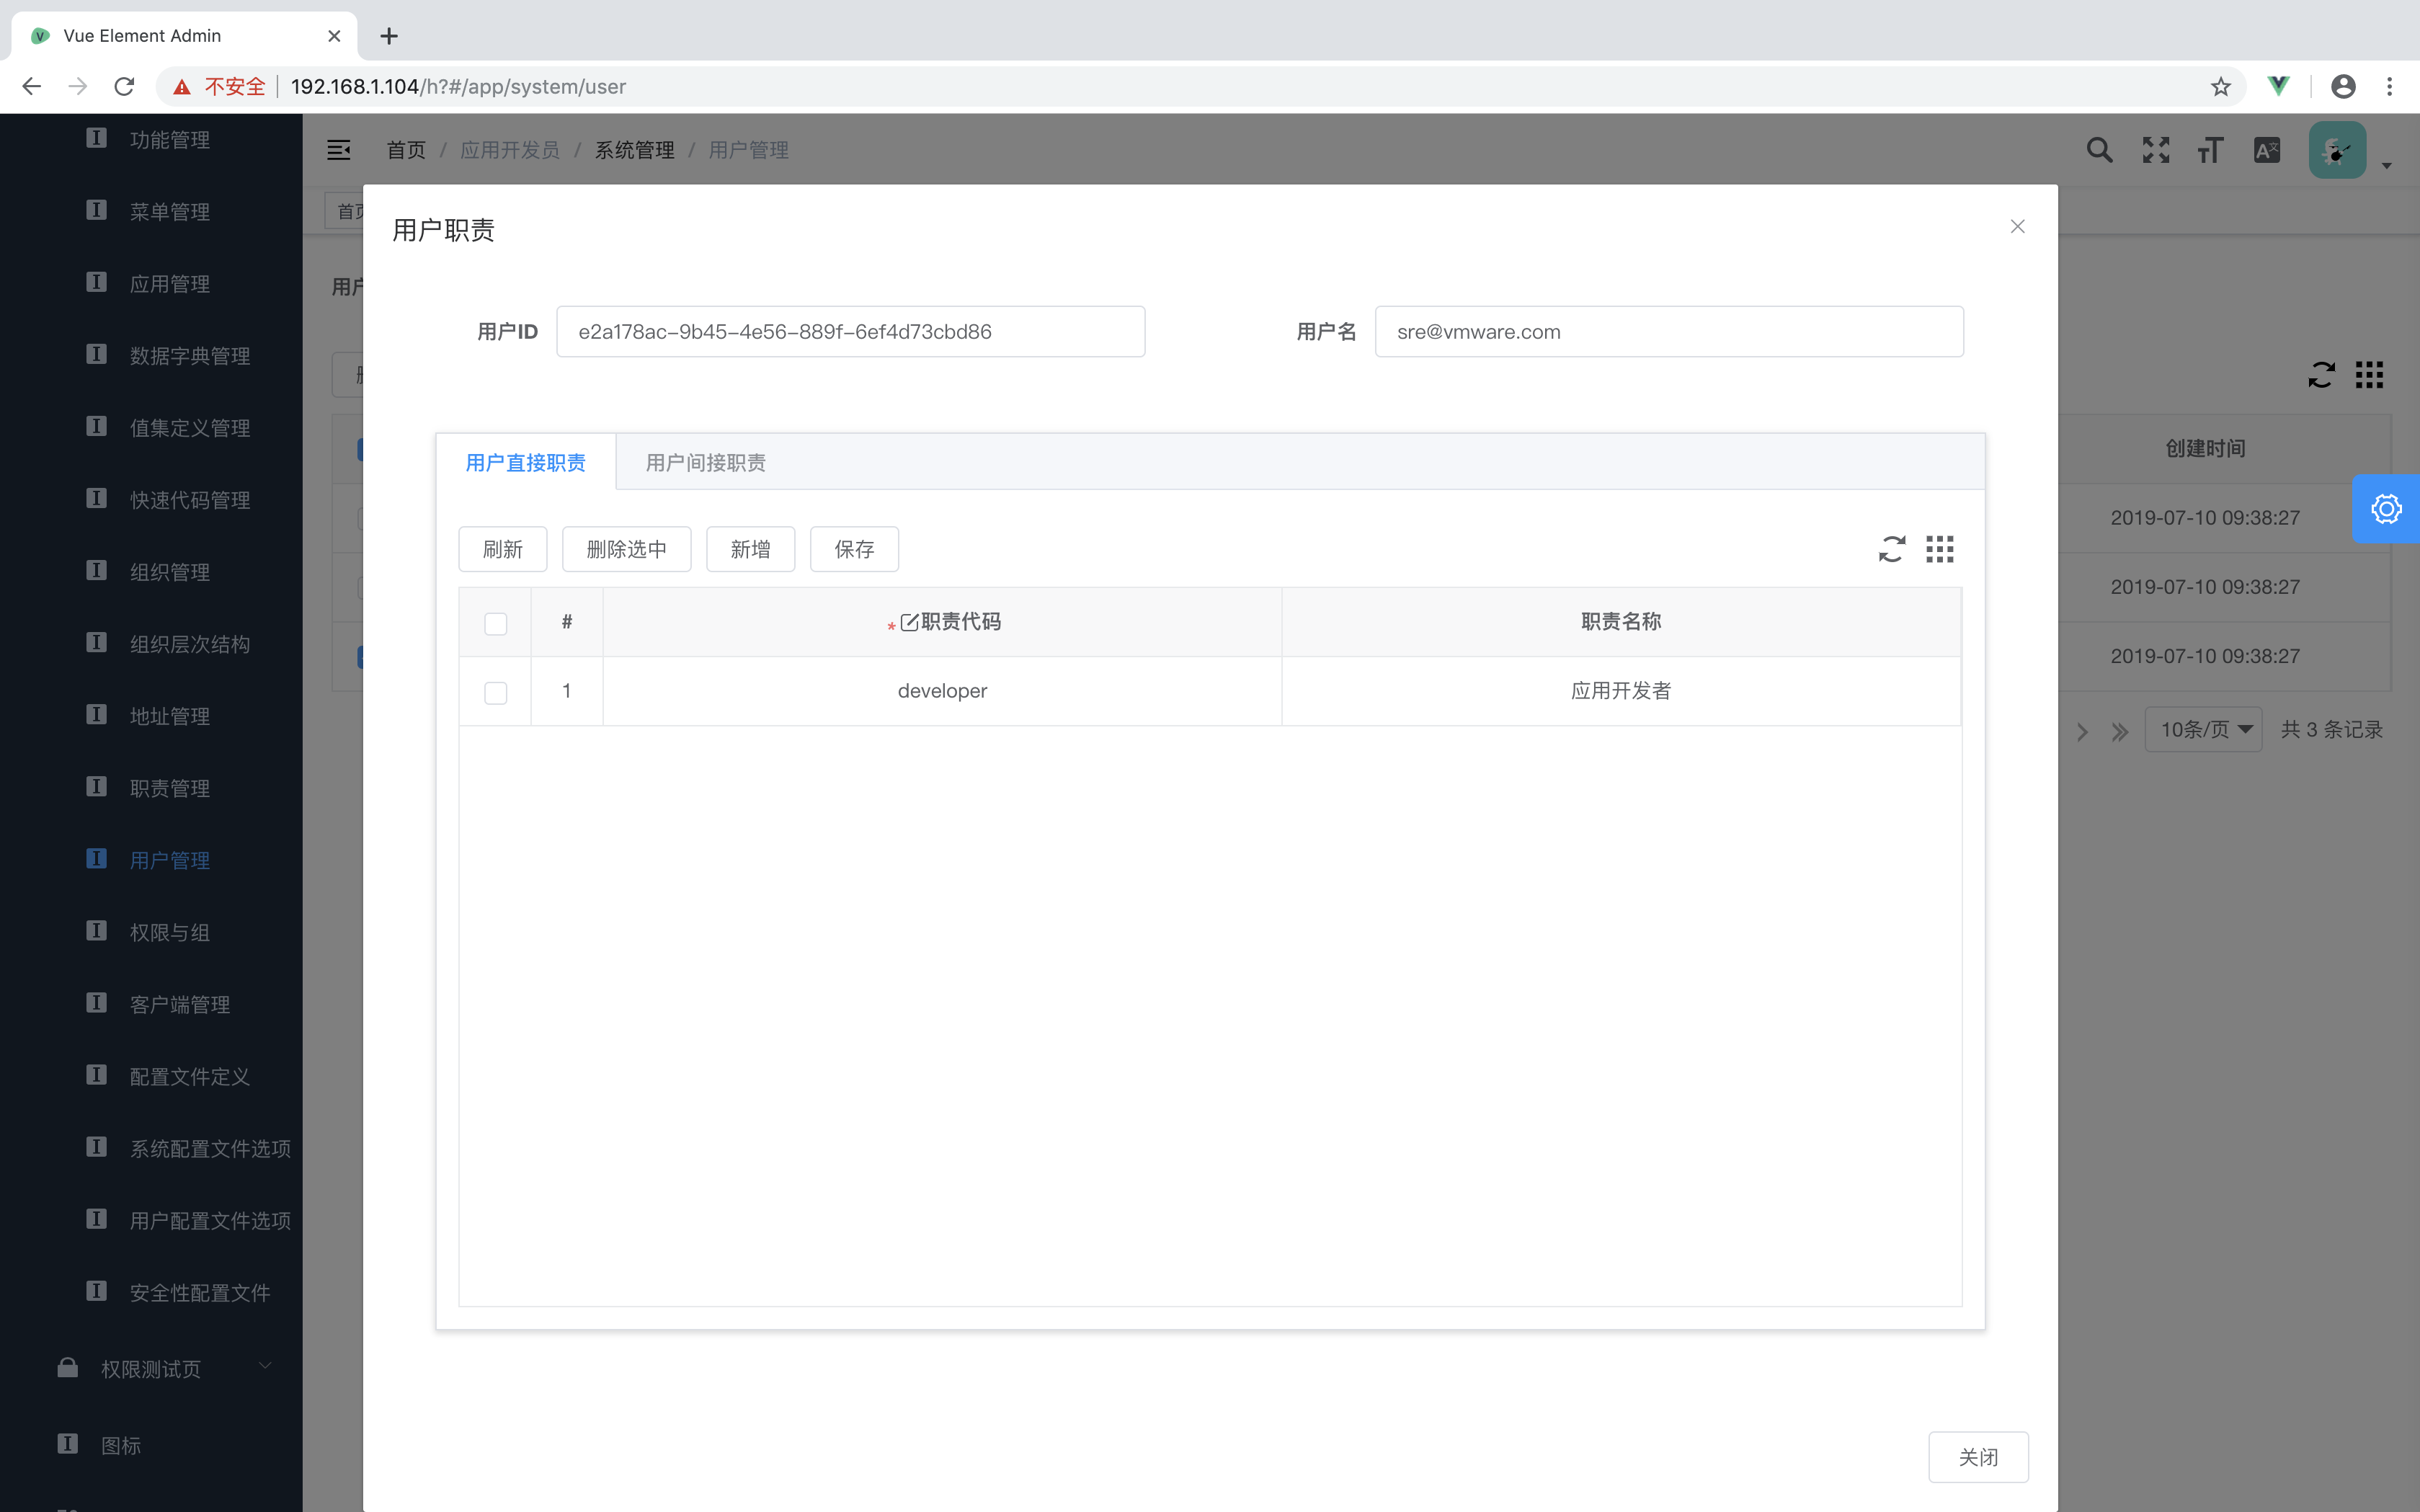 Vue Element Admin
不安全 192.168.1.104/h?#/app/system/user
功能管理
菜单管理
应用管理
数据字典管理
值集定义管理
快速代码管理
组织管理
组织层次结构
地址管理
职责管理
用户管理
权限与组
客户端管理
配置文件定义
系统配置文件选项
用户配置文件选项
安全性配置文件
权限测试页
图标
首页 / 应用开发员 / 系统管理 / 用户管理
首页
用户
用户职责
用户ID e2a178ac-9b45-4e56-889f-6ef4d73cbd86 用户名 sre@vmware.com
用户直接职责 用户间接职责
刷新 删除选中 新增 保存
# *职责代码 职责名称
1 developer 应用开发者
关闭
创建时间
2019-07-10 09:38:27
2019-07-10 09:38:27
2019-07-10 09:38:27
10条/页 共 3 条记录